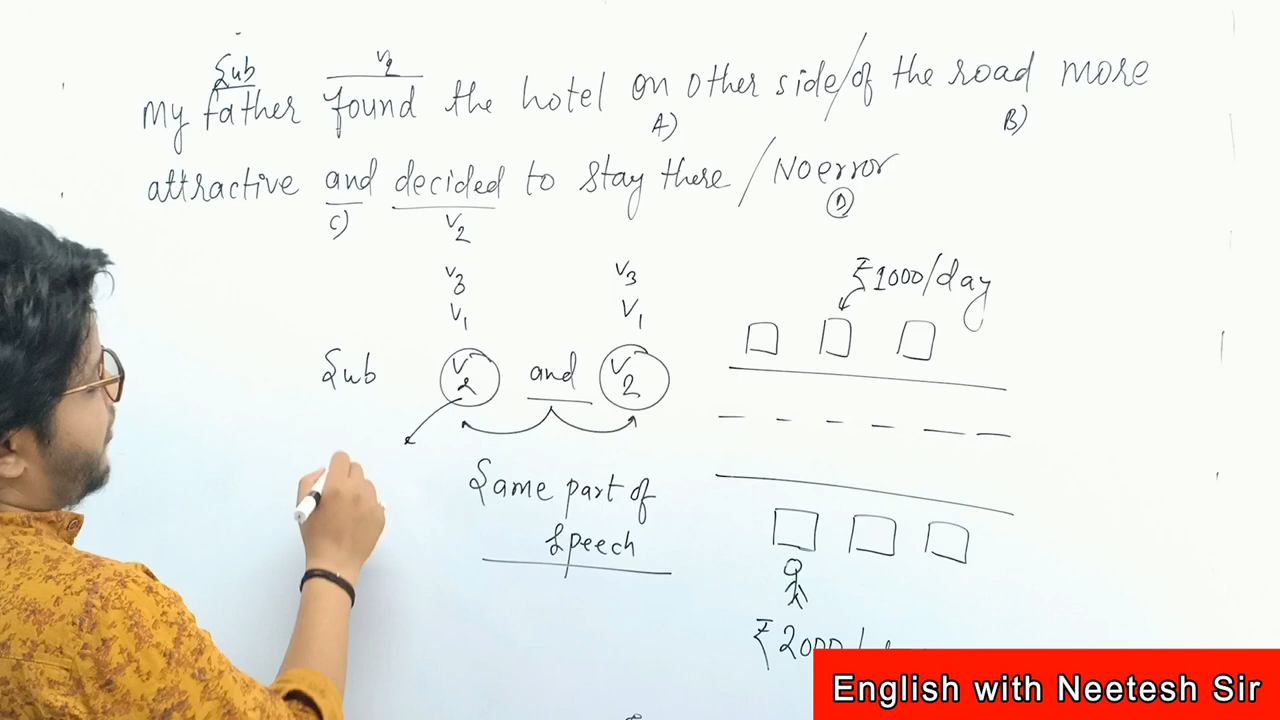 Sub V2
My father found the hotel on other side/of the road more
A) B)
attractive and decided to stay there / No error
C) V2 D
V3 V3
V1 V1
Sub V2 and V2
Same part of
Speech
₹1000/day
₹2000/
English with Neetesh Sir